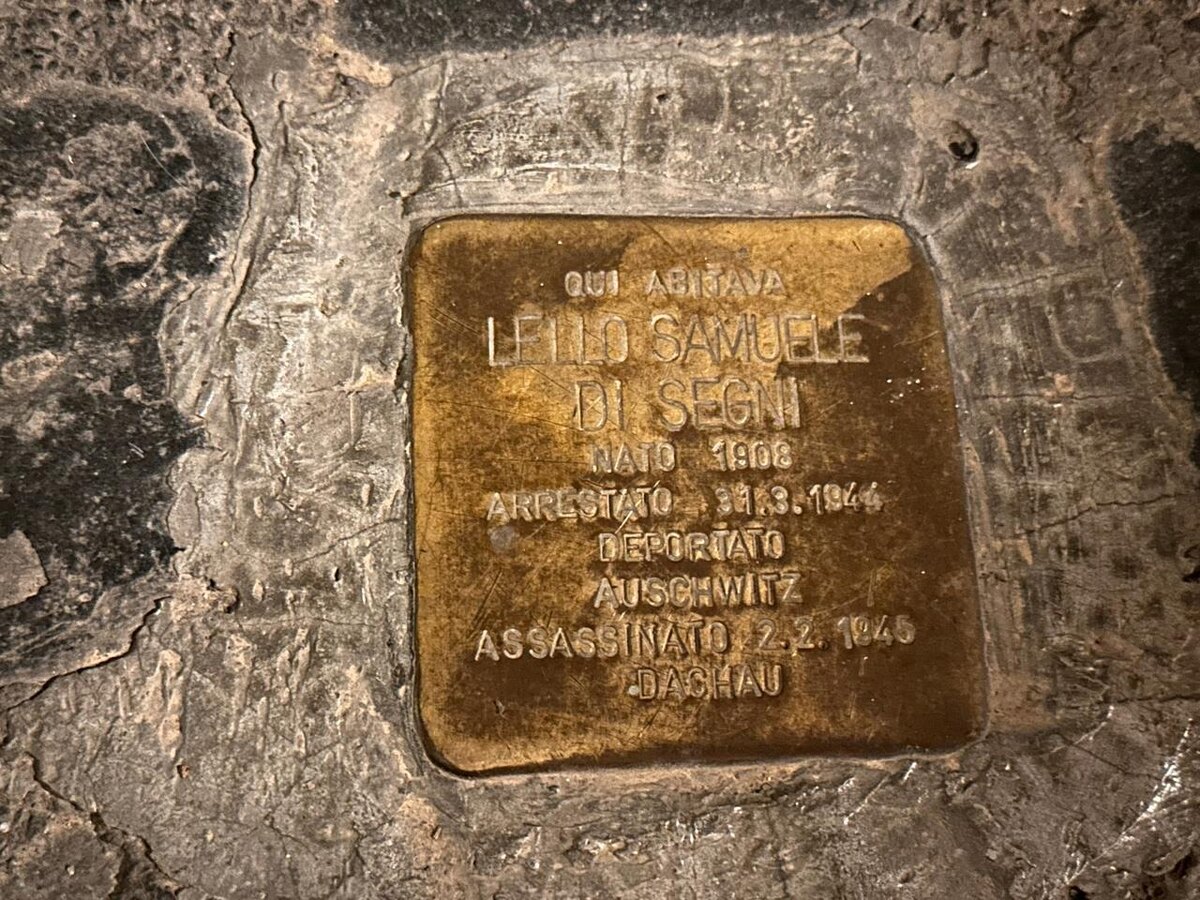 QUI ABITAVA
LELLO SAMUELE
DI SEGNI
NATO 1908
ARRESTATO 31.3.1944
DEPORTATO
AUSCHWITZ
ASSASSINATO 2.2.1945
DACHAU